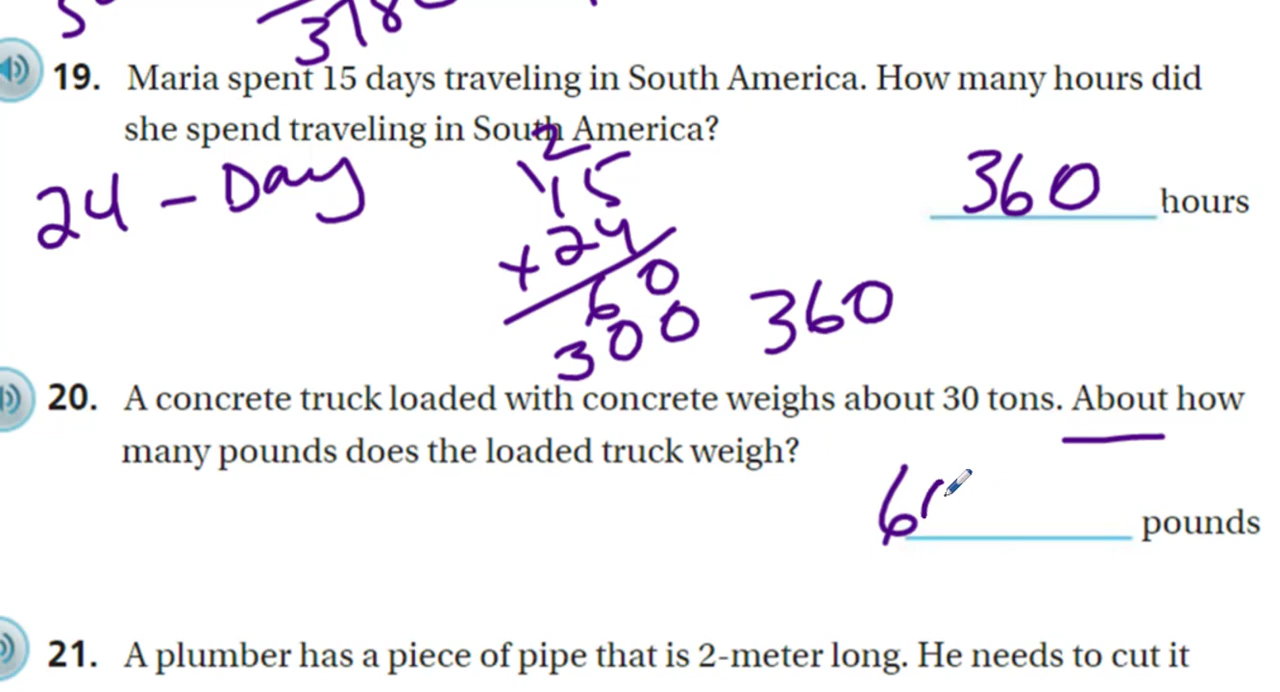 378
19. Maria spent 15 days traveling in South America. How many hours did
she spend traveling in South America?
24 - Day
2
1 15
+ 24
60
300
360
360 hours
20. A concrete truck loaded with concrete weighs about 30 tons. About how
many pounds does the loaded truck weigh?
6 pounds
21. A plumber has a piece of pipe that is 2-meter long. He needs to cut it